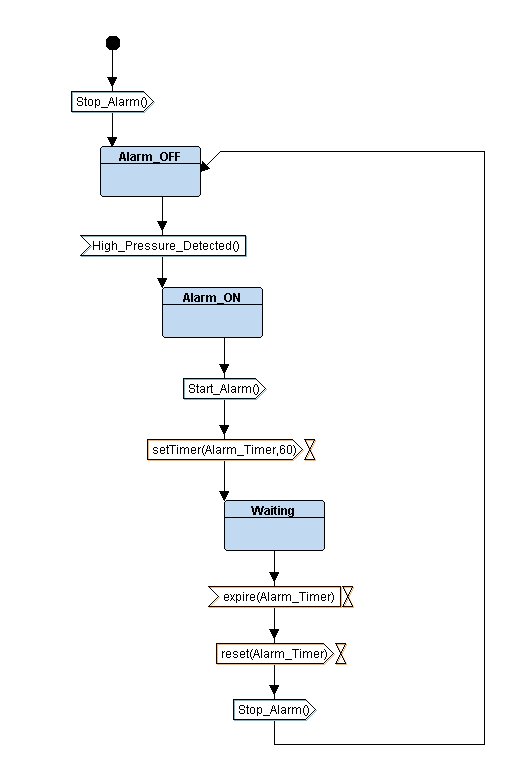 Stop_Alarm()
Alarm_OFF
High_Pressure_Detected()
Alarm_ON
Start_Alarm()
setTimer(Alarm_Timer,60)
Waiting
expire(Alarm_Timer)
reset(Alarm_Timer)
Stop_Alarm()